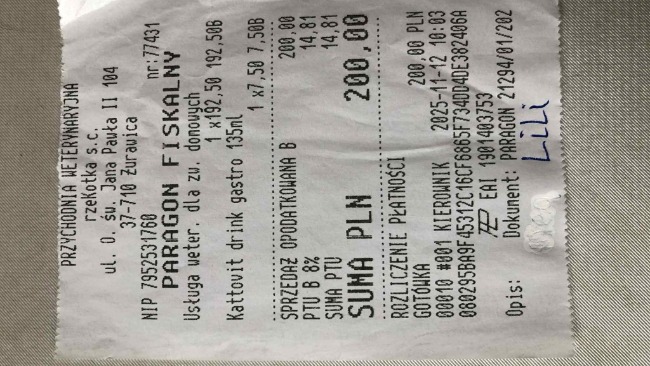 PRZYCHODNIA WETERYNARYJNA
rzeKotka s.c.
ul. O. św. Jana Pawła II 104
37-710 Żurawica
NIP 7952531760 nr:77431
PARAGON FISKALNY
Usługa weter. dla zw. domowych
1 x192,50 192,50B
Kattovit drink gastro 135ml
1 x7,50 7,50B
SPRZEDAŻ OPODATKOWANA B 200,00
PTU B 8% 14,81
SUMA PTU 14,81
SUMA PLN 200,00
ROZLICZENIE PŁATNOŚCI
GOTÓWKA 200,00 PLN
00010 #001 KIEROWNIK 2025-11-12 18:03
080295BA9F45312C16CF6865F734DD4DE382406A
EAI 1901403753
Dokument: PARAGON 21294/01/202
Opis:
LiLi